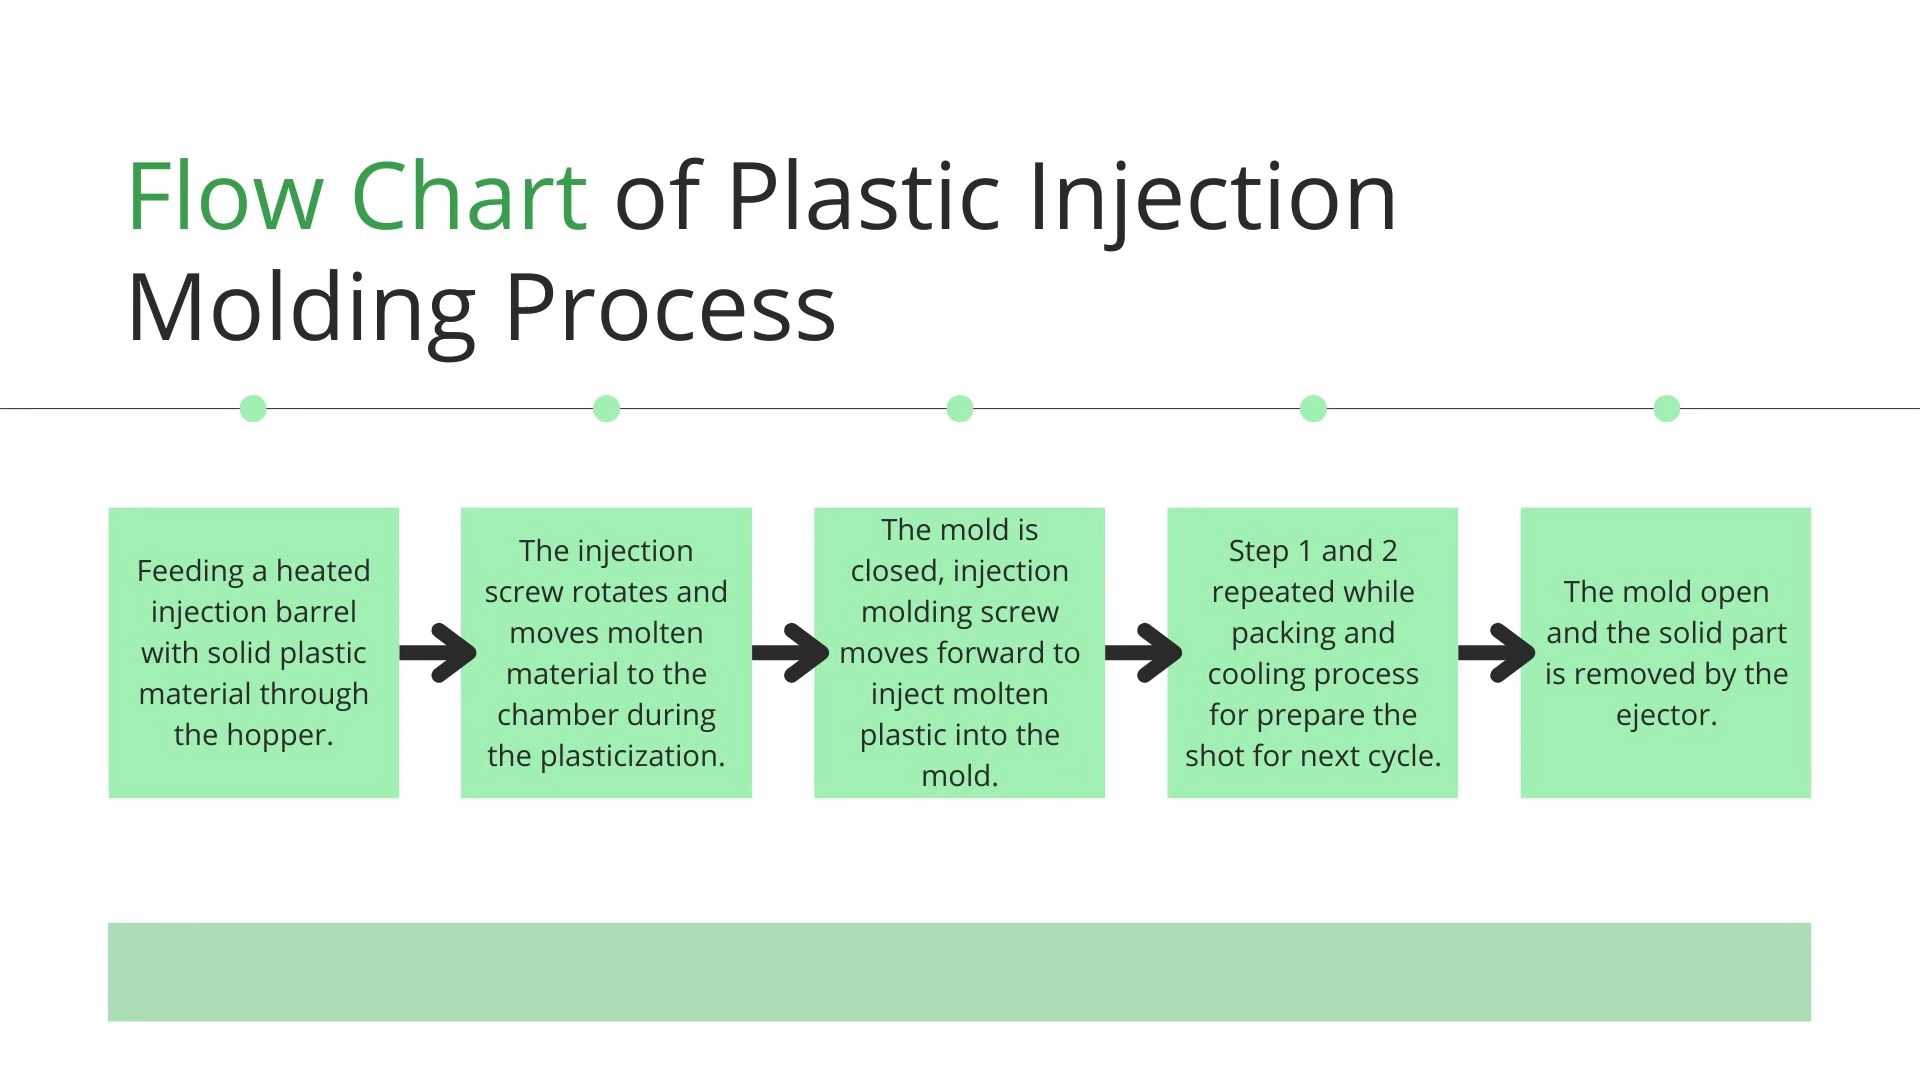 Flow Chart of Plastic Injection
Molding Process
Feeding a heated
injection barrel
with solid plastic
material through
the hopper.
The injection
screw rotates and
moves molten
material to the
chamber during
the plasticization.
The mold is
closed, injection
molding screw
moves forward to
inject molten
plastic into the
mold.
Step 1 and 2
repeated while
packing and
cooling process
for prepare the
shot for next cycle.
The mold open
and the solid part
is removed by the
ejector.